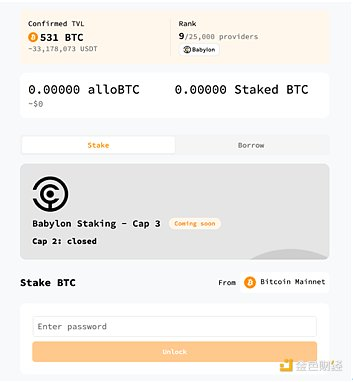 Confirmed TVL
531 BTC
~33,178,073 USDT
Rank
9/25,000 providers
Babylon
0.00000 alloBTC
~$0
0.00000 Staked BTC
Stake
Borrow
Babylon Staking - Cap 3 Coming soon
Cap 2: closed
Stake BTC
From Bitcoin Mainnet
Enter password
Unlock
金色财经